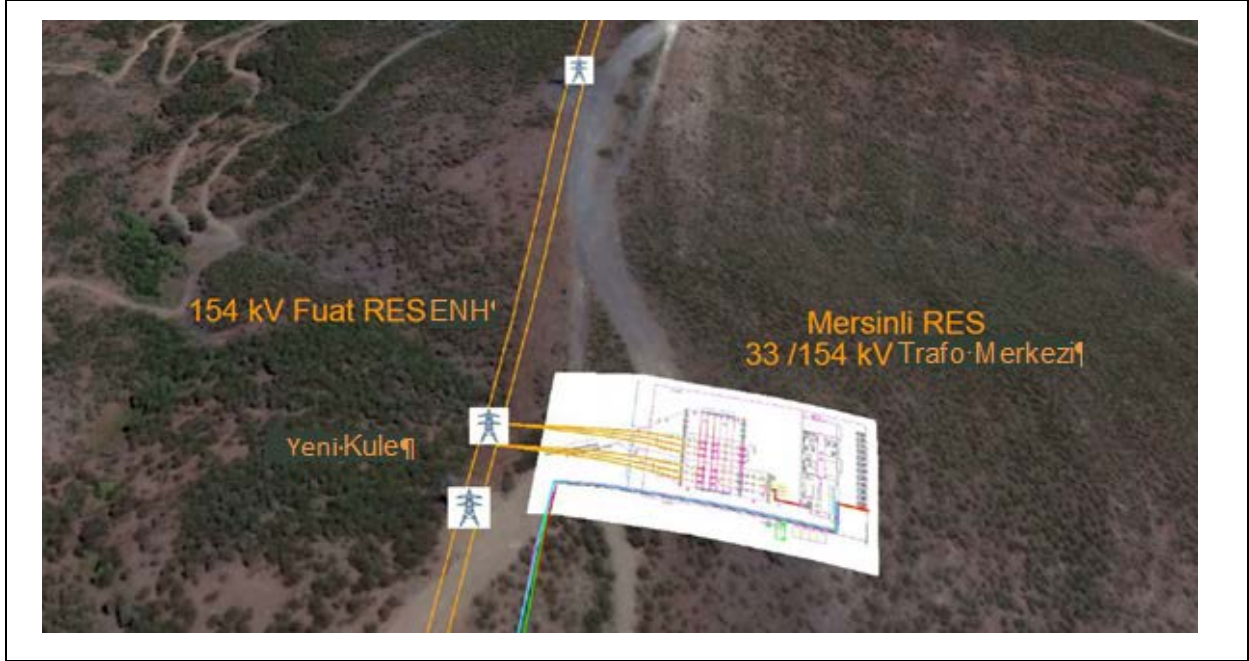 154 kV Fuat RES ENH
Mersinli RES
33 /154 kV Trafo·Merkezi¶
Yeni·Kule¶